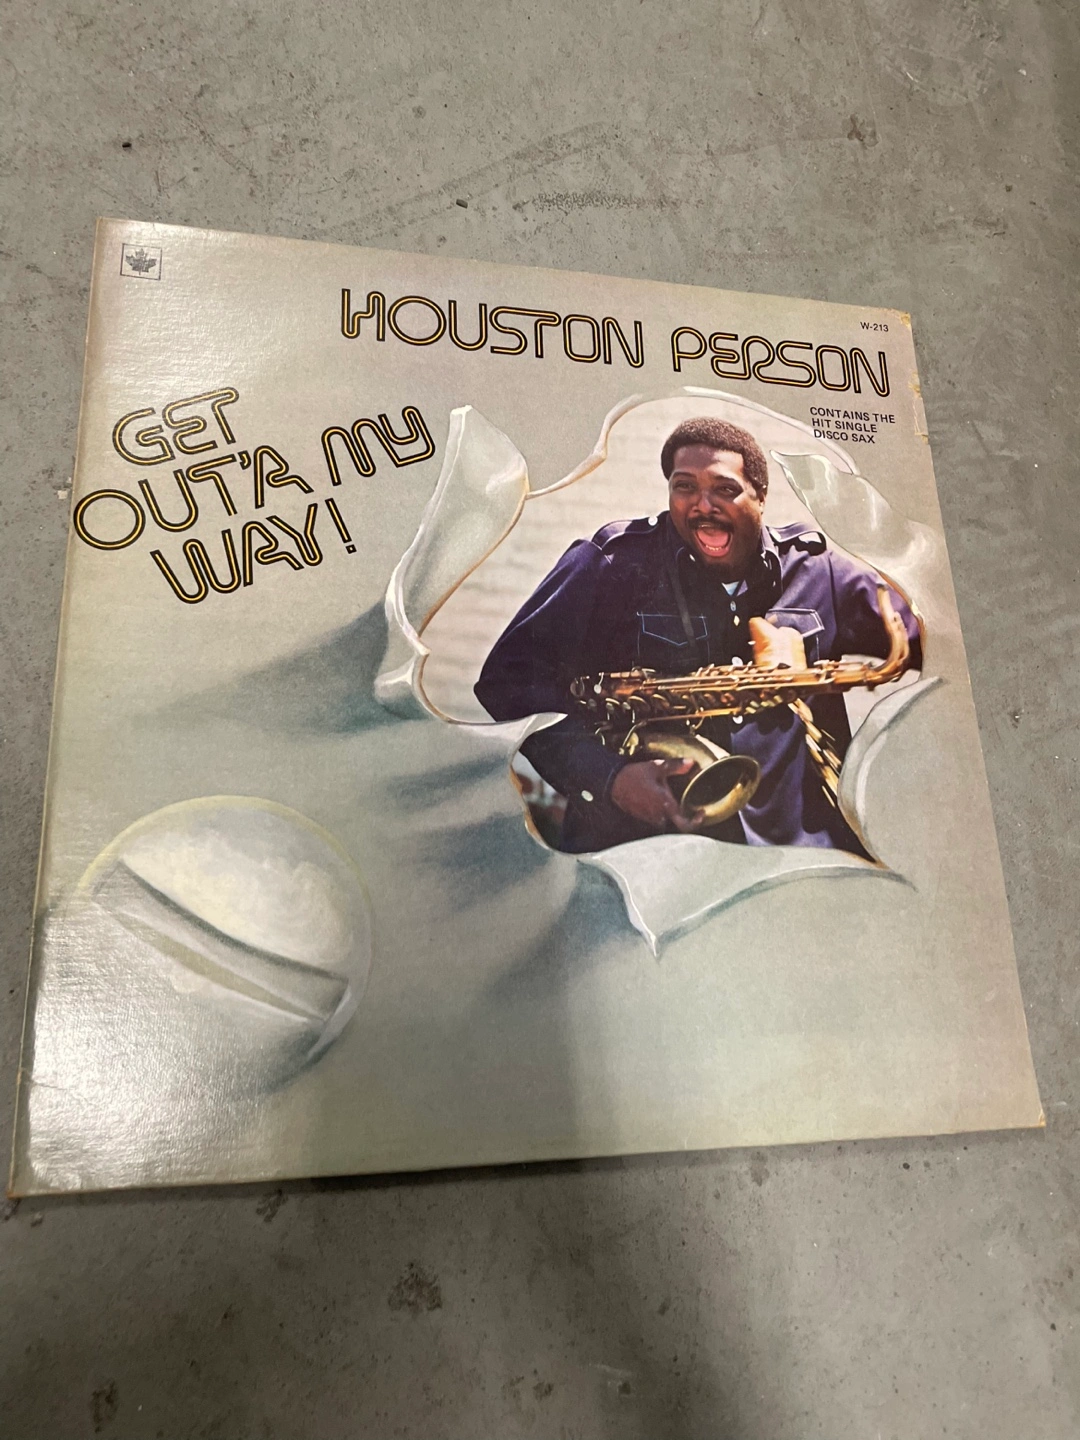 HOUSTON PERSON
W-213
GET
OUT'A MY
WAY!
CONTAINS THE
HIT SINGLE
DISCO SAX